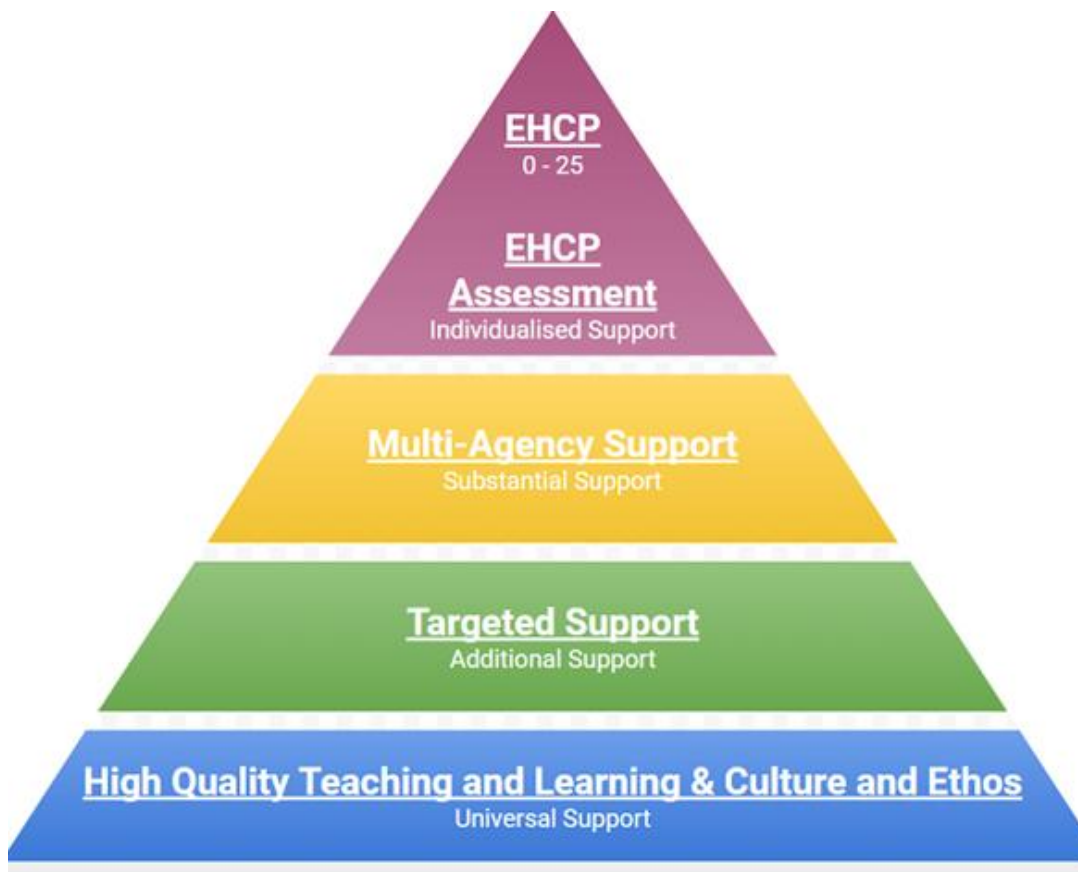 EHCP
0 - 25
EHCP
Assessment
Individualised Support
Multi-Agency Support
Substantial Support
Targeted Support
Additional Support
High Quality Teaching and Learning & Culture and Ethos
Universal Support